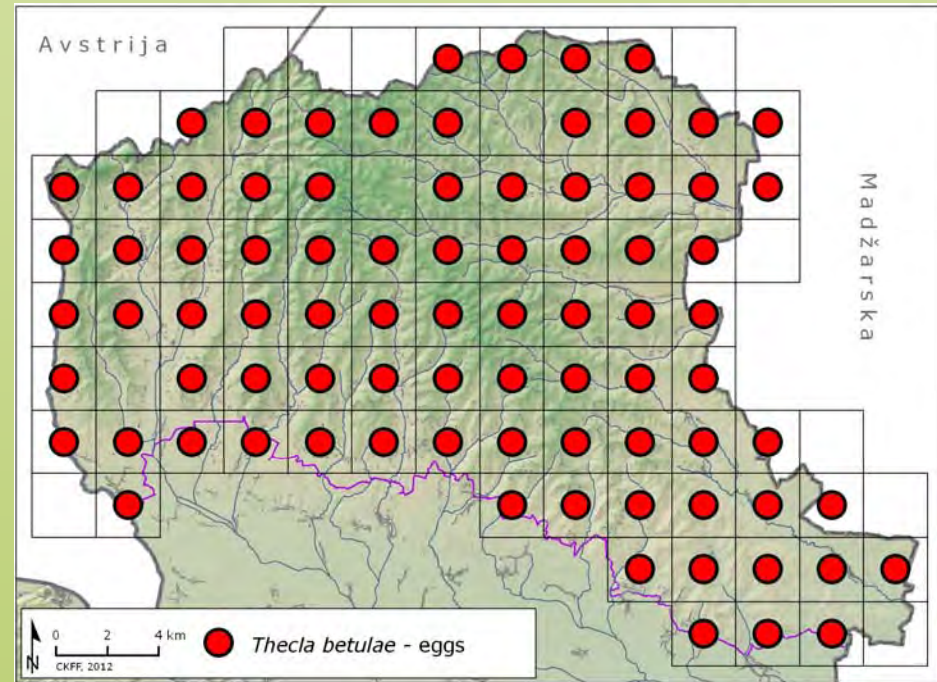 Avstrija
Madžarska
N
0 2 4 km
CKFF, 2012
Thecla betulae - eggs